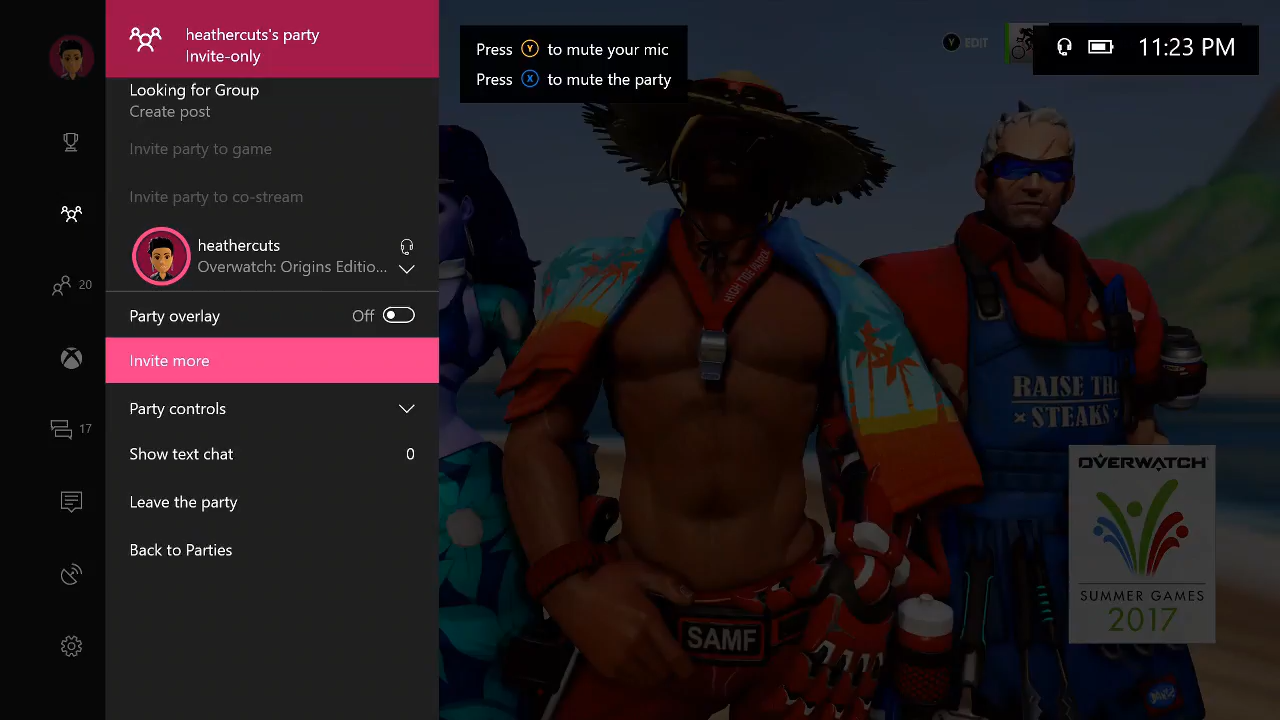 heathercuts's party
Invite-only
Looking for Group
Create post
Invite party to game
Invite party to co-stream
heathercuts
Overwatch: Origins Editio...
Party overlay
Off
Invite more
Party controls
Show text chat
0
Leave the party
Back to Parties
20
17
Press Y to mute your mic
Press X to mute the party
Y EDIT
11:23 PM
HIGH TIDE PATROL
SAMF
RAISE THE
STEAKS
OVERWATCH
SUMMER GAMES
2017